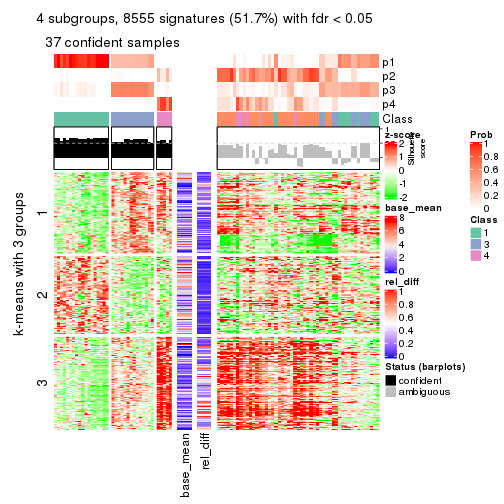 4 subgroups, 8555 signatures (51.7%) with fdr < 0.05
37 confident samples
p1
p2
p3
p4
Class
1
Silhouette
score
k-means with 3 groups
1
2
3
base_mean
rel_diff
z-score
2
1
0
-1
-2
base_mean
8
6
4
2
0
rel_diff
1
0.8
0.6
0.4
0.2
0
Status (barplots)
confident
ambiguous
Prob
1
0.8
0.6
0.4
0.2
0
Class
1
3
4